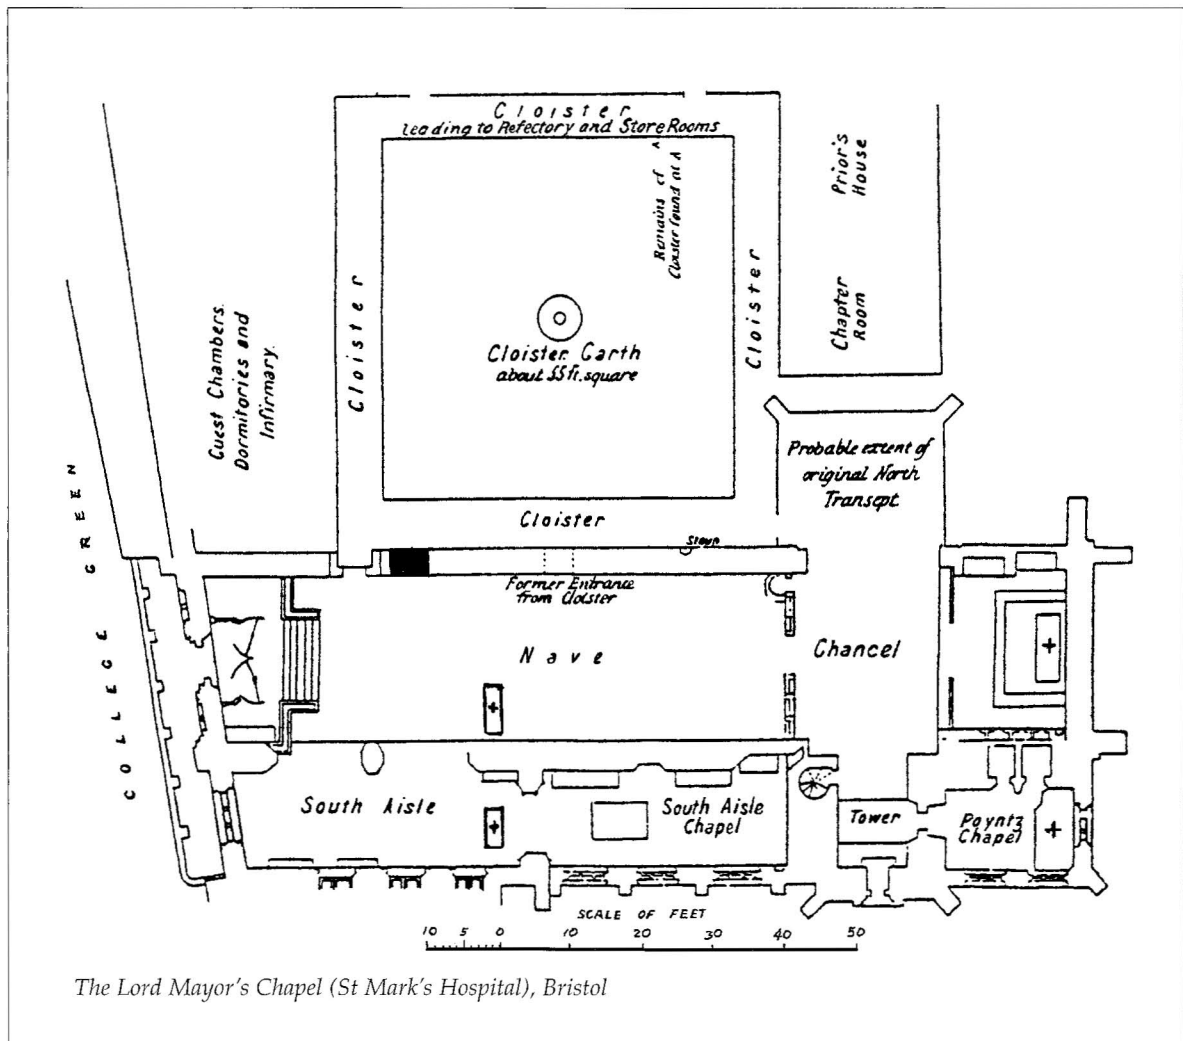 Cloister
leading to Refectory and Store Rooms
Prior's
House
A
Remains of
Cloister found at A
Cloister
Cloister
Chapter
Room
Guest Chambers.
Dormitories and
Infirmary.
Cloister Garth
about 55 ft. square
Probable extent of
original North
Transept
COLLEGE GREEN
Cloister
Stoup
Former Entrance
from Cloister
Nave
Chancel
South Aisle
South Aisle
Chapel
Tower
Poyntz
Chapel
SCALE OF FEET
10 5 0 10 20 30 40 50
The Lord Mayor's Chapel (St Mark's Hospital), Bristol